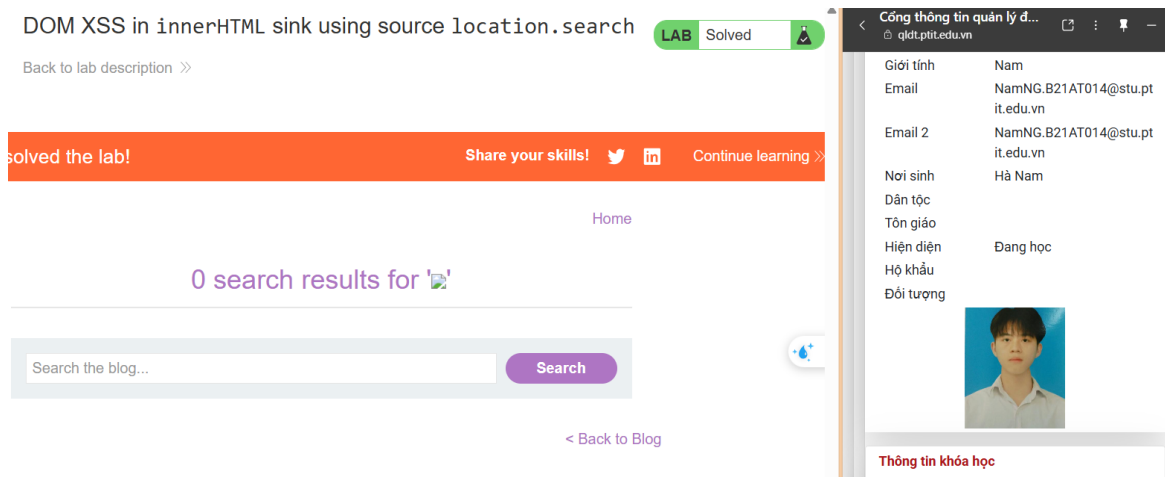 DOM XSS in innerHTML sink using source location.search
LAB Solved
Back to lab description
solved the lab!
Share your skills!
in
Continue learning
Home
0 search results for ' '
Search the blog...
Search
< Back to Blog
Cổng thông tin quản lý đ...
qldt.ptit.edu.vn
Giới tính Nam
Email NamNG.B21AT014@stu.pt
it.edu.vn
Email 2 NamNG.B21AT014@stu.pt
it.edu.vn
Nơi sinh Hà Nam
Dân tộc
Tôn giáo
Hiện diện Đang học
Hộ khẩu
Đối tượng
Thông tin khóa học